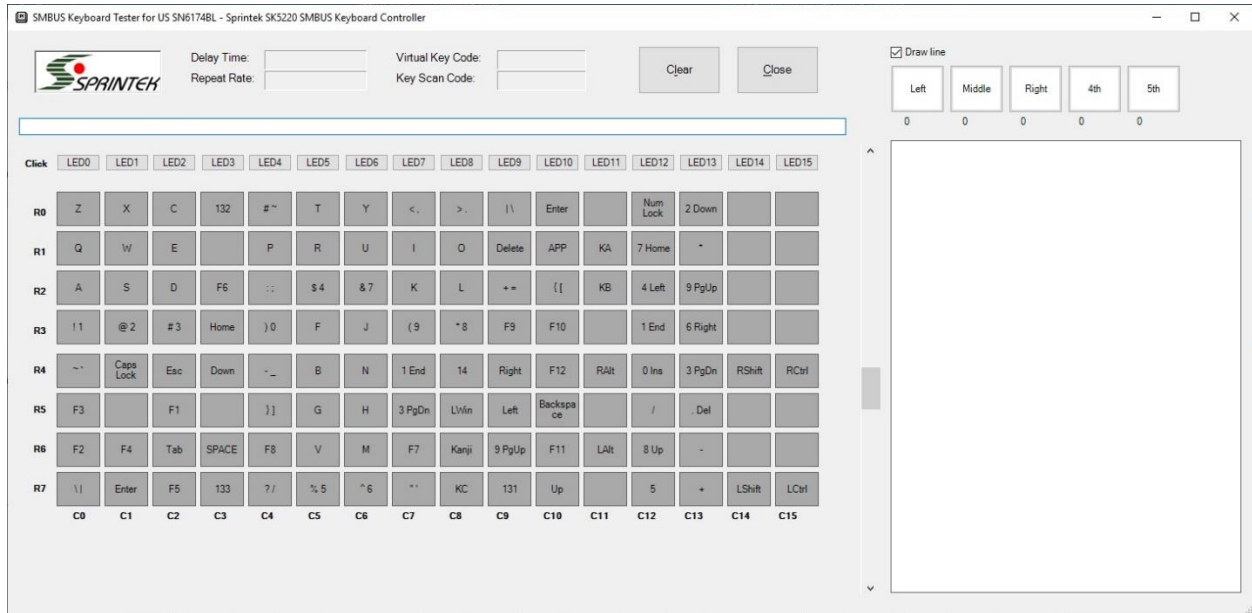 SMBUS Keyboard Tester for US SN6174BL - Sprintek SK5220 SMBUS Keyboard Controller
SPRINTEK
Delay Time:
Repeat Rate:
Virtual Key Code:
Key Scan Code:
Clear
Close
Draw line
Left Middle Right 4th 5th
0 0 0 0 0
Click LED0 LED1 LED2 LED3 LED4 LED5 LED6 LED7 LED8 LED9 LED10 LED11 LED12 LED13 LED14 LED15
R0 Z X C 132 # ~ T Y < , > . | \ Enter Num Lock 2 Down
R1 Q W E P R U I O Delete APP KA 7 Home *
R2 A S D F6 : ; $ 4 & 7 K L + = { [ KB 4 Left 9 PgUp
R3 ! 1 @ 2 # 3 Home ) 0 F J ( 9 * 8 F9 F10 1 End 6 Right
R4 ~ ` Caps Lock Esc Down - _ B N 1 End 14 Right F12 RAlt 0 Ins 3 PgDn RShift RCtrl
R5 F3 F1 } ] G H 3 PgDn LWin Left Backspace / . Del
R6 F2 F4 Tab SPACE F8 V M F7 Kanji 9 PgUp F11 LAlt 8 Up -
R7 \ | Enter F5 133 ? / % 5 ^ 6 " ' KC 131 Up 5 + LShift LCtrl
C0 C1 C2 C3 C4 C5 C6 C7 C8 C9 C10 C11 C12 C13 C14 C15